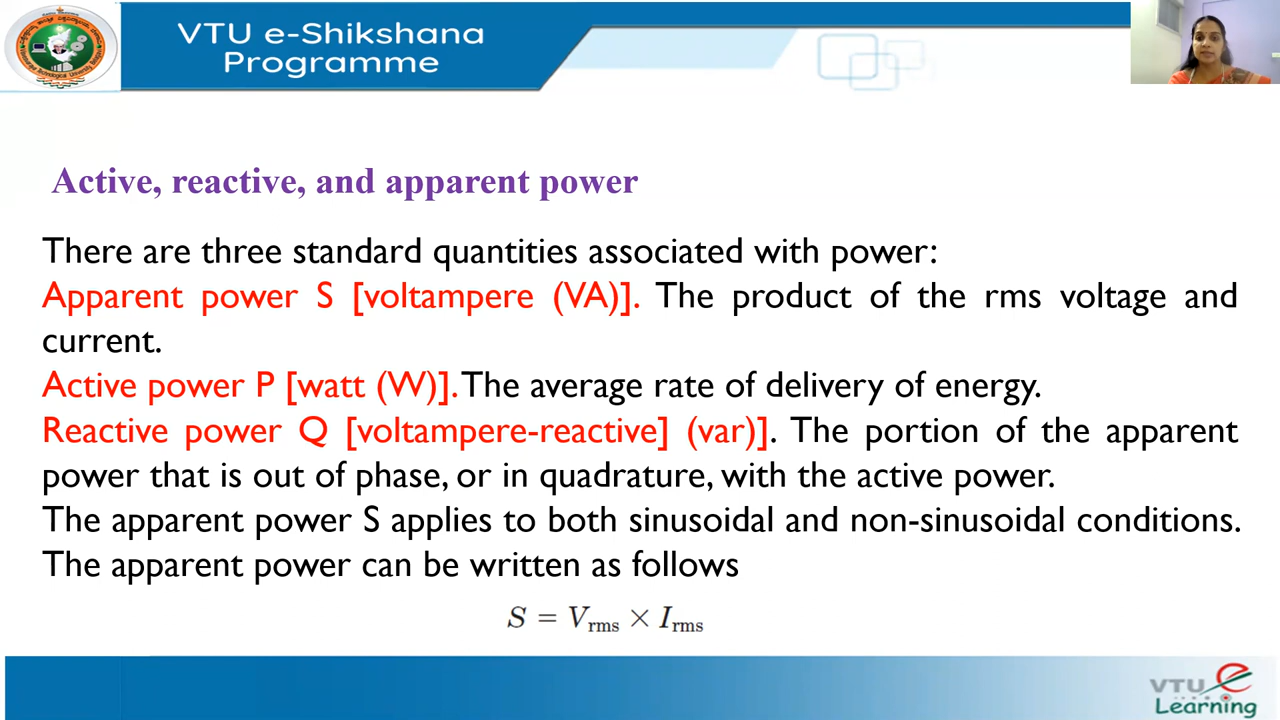 VTU e-Shikshana
Programme
Active, reactive, and apparent power
There are three standard quantities associated with power:
Apparent power S [voltampere (VA)]. The product of the rms voltage and
current.
Active power P [watt (W)]. The average rate of delivery of energy.
Reactive power Q [voltampere-reactive] (var)]. The portion of the apparent
power that is out of phase, or in quadrature, with the active power.
The apparent power S applies to both sinusoidal and non-sinusoidal conditions.
The apparent power can be written as follows
S = Vrms × Irms
VTU e
Learning